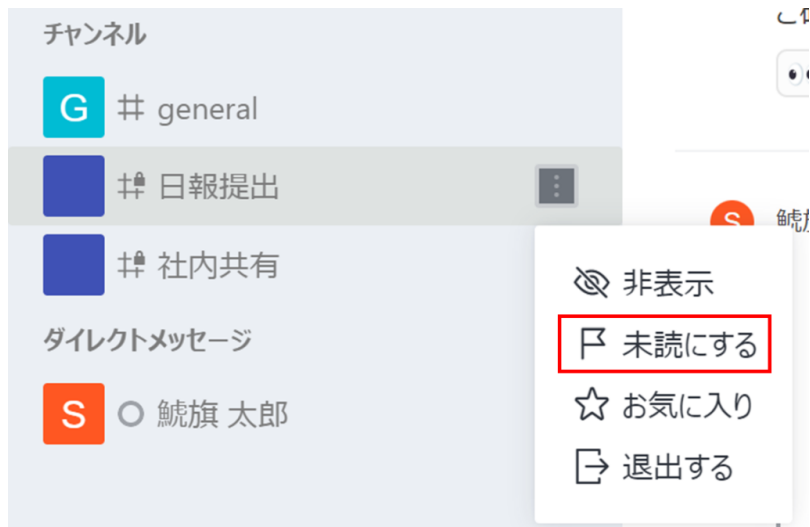 チャンネル
G # general
日報提出
社内共有
ダイレクトメッセージ
S 鯱旗 太郎
S
非表示
未読にする
お気に入り
退出する